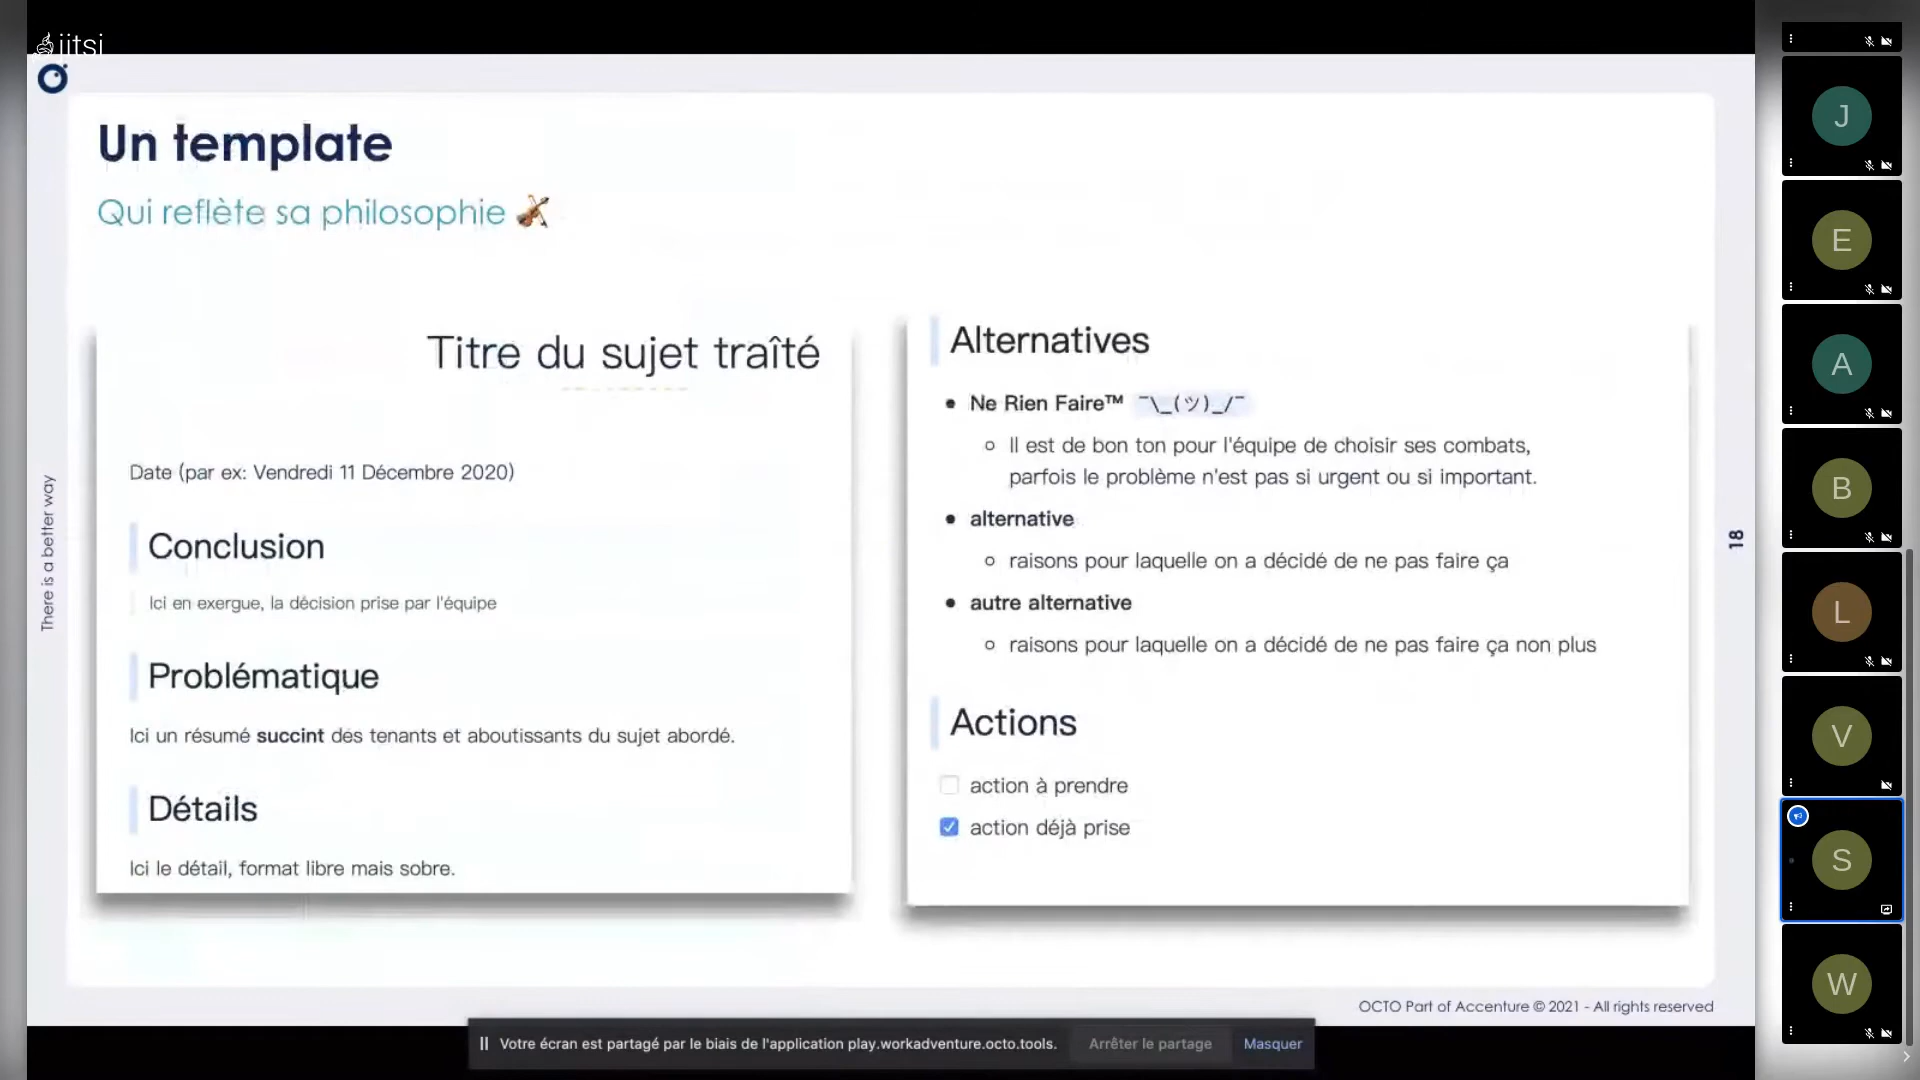 jitsi
Un template
Qui reflète sa philosophie 🎻
Titre du sujet traîté
Date (par ex: Vendredi 11 Décembre 2020)
Conclusion
Ici en exergue, la décision prise par l'équipe
Problématique
Ici un résumé succint des tenants et aboutissants du sujet abordé.
Détails
Ici le détail, format libre mais sobre.
Alternatives
• Ne Rien Faire™ ¯\_(ツ)_/¯
○ Il est de bon ton pour l'équipe de choisir ses combats,
parfois le problème n'est pas si urgent ou si important.
• alternative
○ raisons pour laquelle on a décidé de ne pas faire ça
• autre alternative
○ raisons pour laquelle on a décidé de ne pas faire ça non plus
Actions
action à prendre
action déjà prise
There is a better way
18
OCTO Part of Accenture © 2021 - All rights reserved
Votre écran est partagé par le biais de l'application play.workadventure.octo.tools.
Arrêter le partage
Masquer
J
E
A
B
L
V
S
W